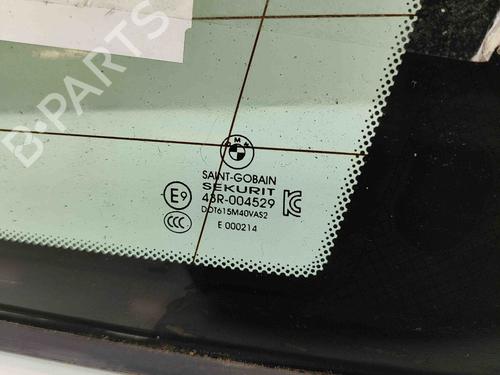 B-PARTS
BMW
SAINT-GOBAIN
SEKURIT
E9
43R-004529
DOT615M40VAS2
CCC
E 000214